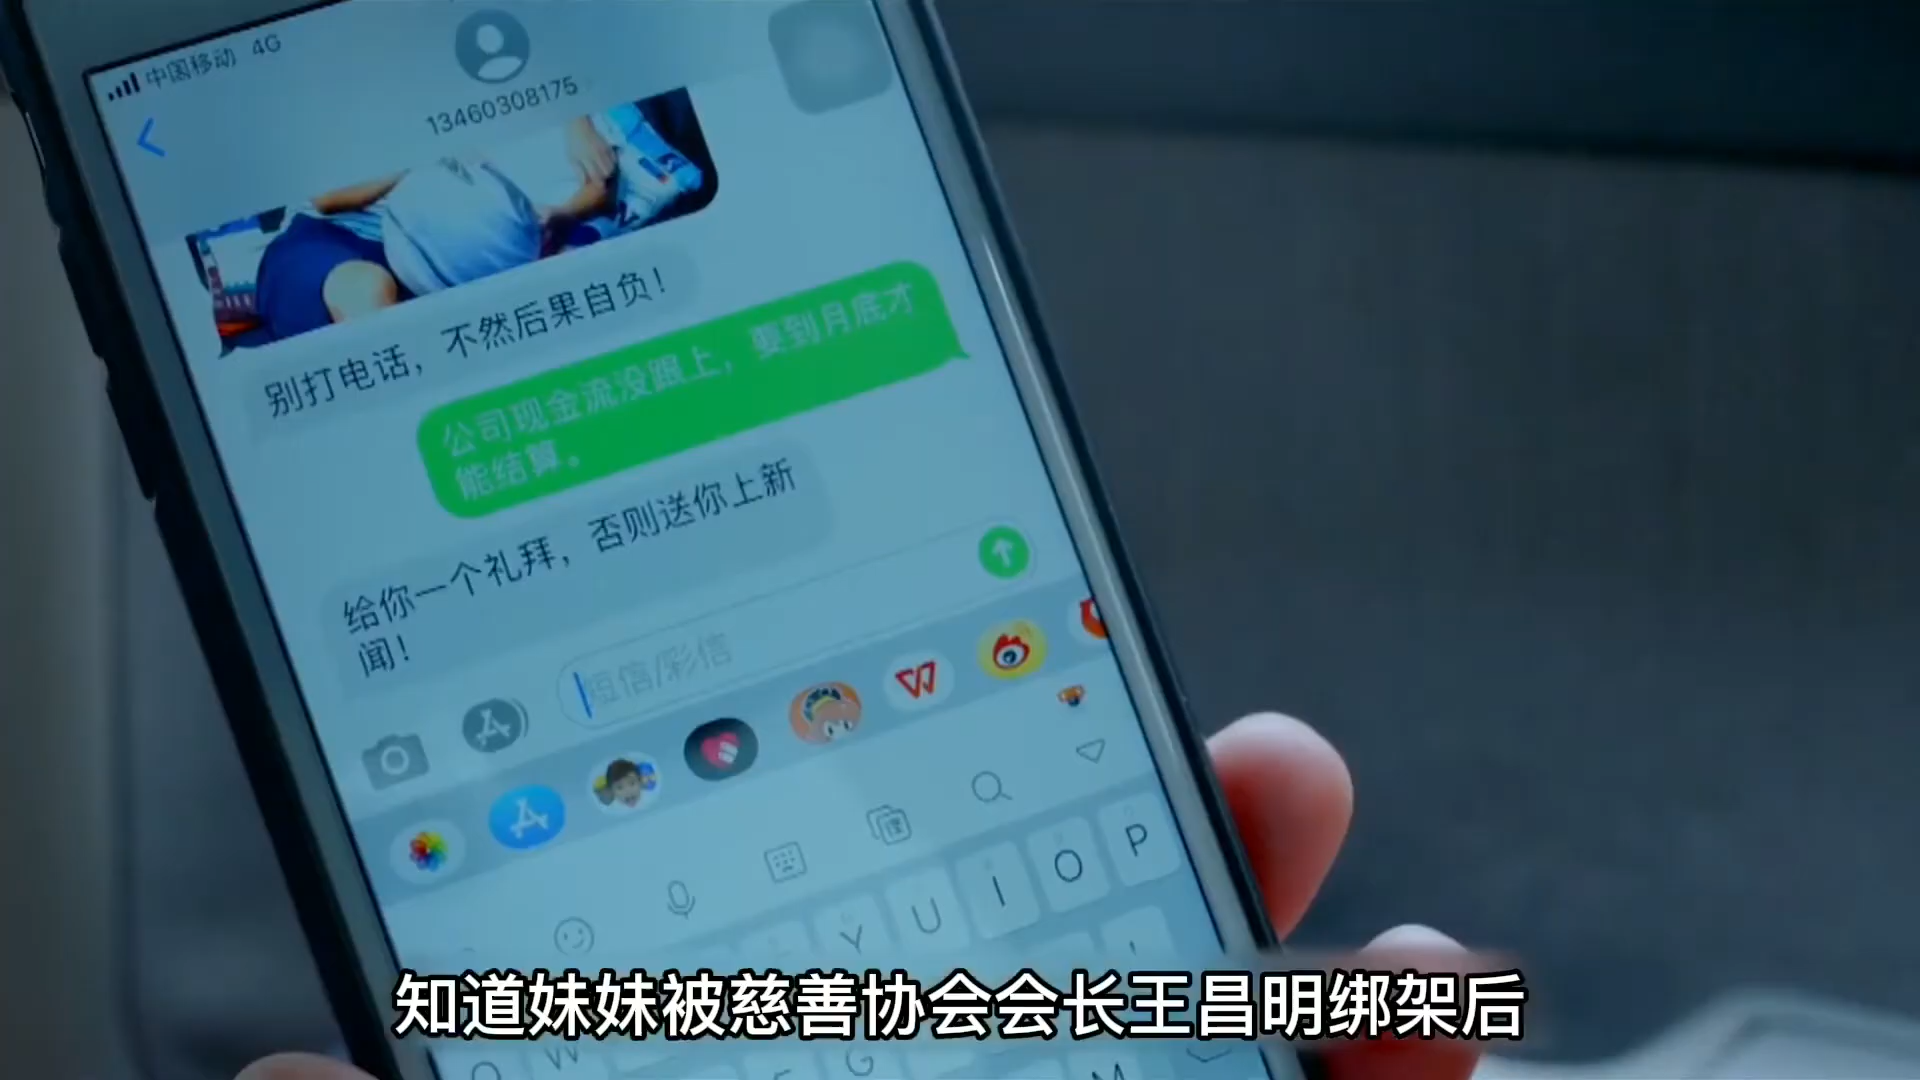 中国移动 4G
13460308175
别打电话，不然后果自负！
公司现金流没跟上，要到月底才
能结算。
给你一个礼拜，否则送你上新
闻！
短信/彩信
Y U I O P
Q W G M
知道妹妹被慈善协会会长王昌明绑架后